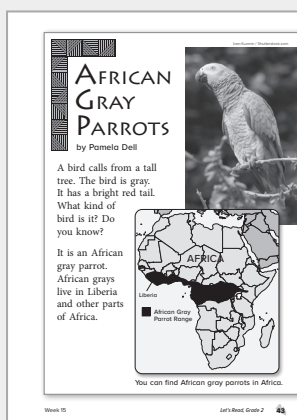 AFRICAN
GRAY
PARROTS
by Pamela Dell
A bird calls from a tall
tree. The bird is gray.
It has a bright red tail.
What kind of
bird is it? Do
you know?
It is an African
gray parrot.
African grays
live in Liberia
and other parts
of Africa.
AFRICA
Liberia
African Gray
Parrot Range
You can find African gray parrots in Africa.
Week 15
Let's Read, Grade 2
43